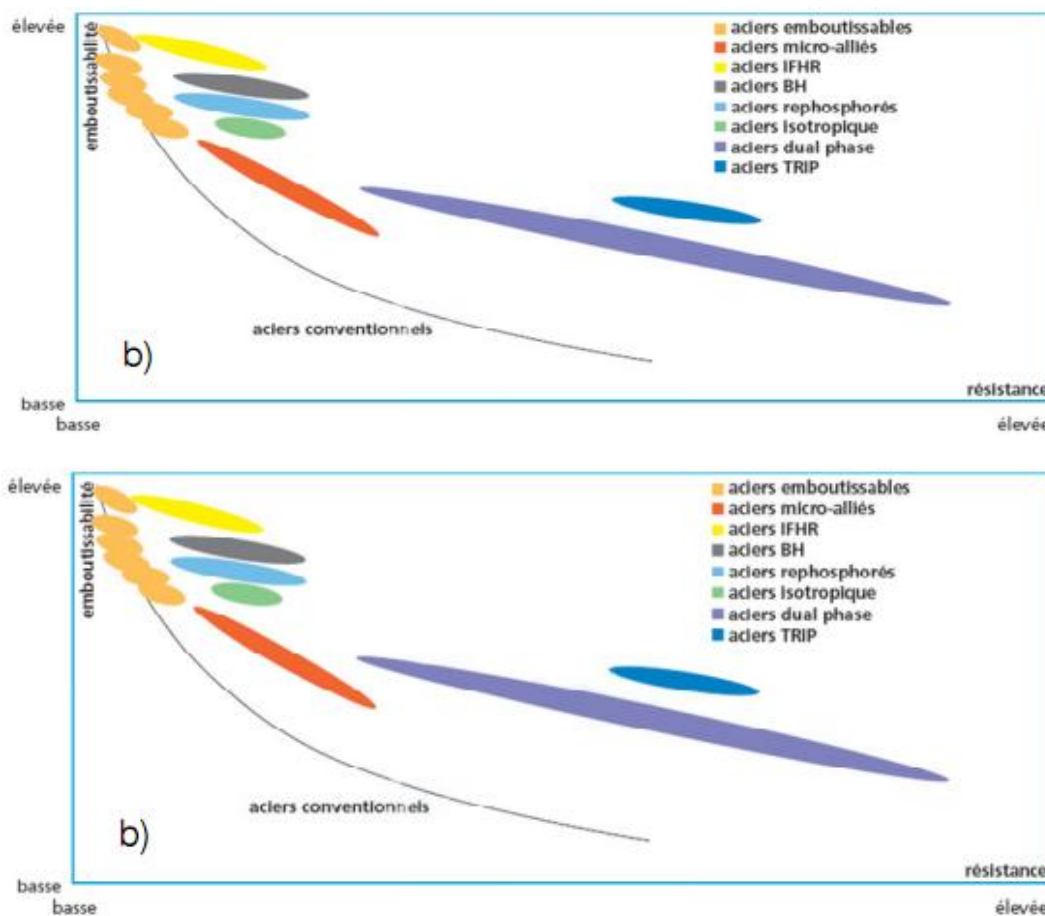 élevée
emboutissabilité
aciers emboutissables
aciers micro-alliés
aciers IFHR
aciers BH
aciers rephosphorés
aciers isotropique
aciers dual phase
aciers TRIP
aciers conventionnels
b)
résistance
basse
basse
élevée
élevée
emboutissabilité
aciers emboutissables
aciers micro-alliés
aciers IFHR
aciers BH
aciers rephosphorés
aciers isotropique
aciers dual phase
aciers TRIP
aciers conventionnels
b)
résistance
basse
basse
élevée